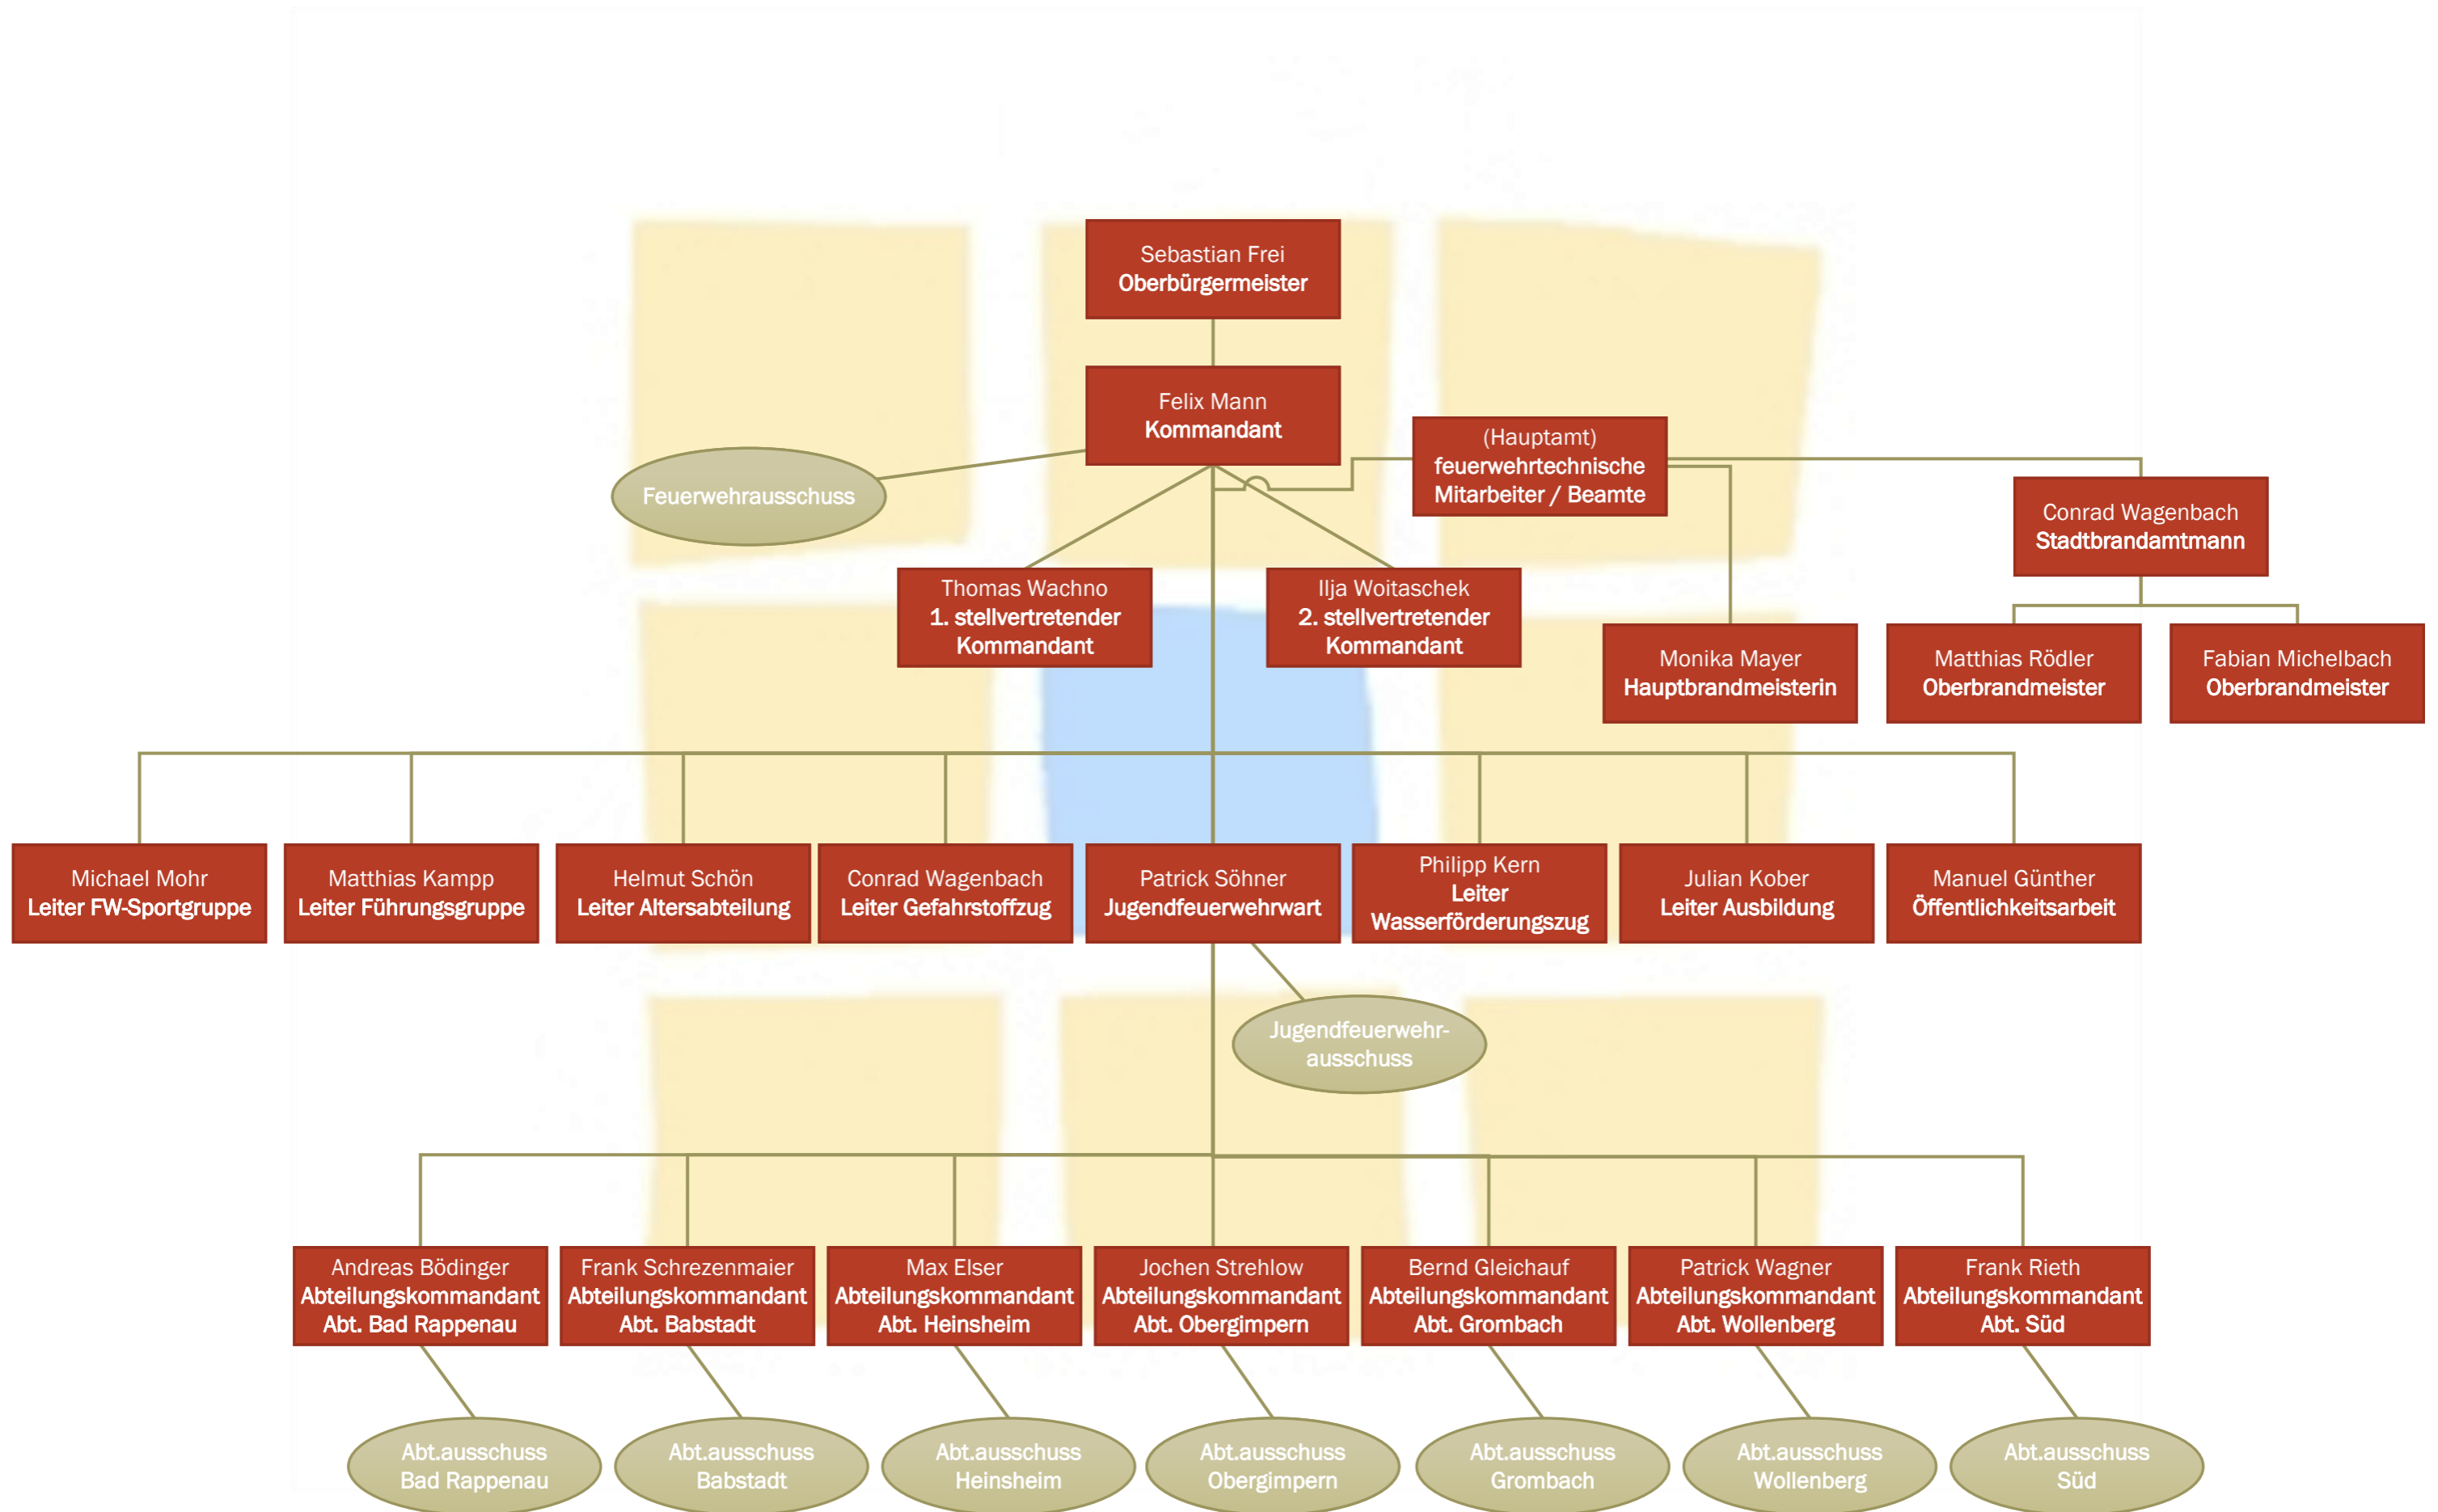 Sebastian Frei
Oberbürgermeister
Felix Mann
Kommandant
(Hauptamt)
feuerwehrtechnische
Mitarbeiter / Beamte
Feuerwehrausschuss
Conrad Wagenbach
Stadtbrandamtmann
Thomas Wachno
1. stellvertretender
Kommandant
Ilja Woitaschek
2. stellvertretender
Kommandant
Monika Mayer
Hauptbrandmeisterin
Matthias Rödler
Oberbrandmeister
Fabian Michelbach
Oberbrandmeister
Michael Mohr
Leiter FW-Sportgruppe
Matthias Kampp
Leiter Führungsgruppe
Helmut Schön
Leiter Altersabteilung
Conrad Wagenbach
Leiter Gefahrstoffzug
Patrick Söhner
Jugendfeuerwehrwart
Philipp Kern
Leiter
Wasserförderungszug
Julian Kober
Leiter Ausbildung
Manuel Günther
Öffentlichkeitsarbeit
Jugendfeuerwehr-
ausschuss
Andreas Bödinger
Abteilungskommandant
Abt. Bad Rappenau
Frank Schrezenmaier
Abteilungskommandant
Abt. Babstadt
Max Elser
Abteilungskommandant
Abt. Heinsheim
Jochen Strehlow
Abteilungskommandant
Abt. Obergimpern
Bernd Gleichauf
Abteilungskommandant
Abt. Grombach
Patrick Wagner
Abteilungskommandant
Abt. Wollenberg
Frank Rieth
Abteilungskommandant
Abt. Süd
Abt.ausschuss
Bad Rappenau
Abt.ausschuss
Babstadt
Abt.ausschuss
Heinsheim
Abt.ausschuss
Obergimpern
Abt.ausschuss
Grombach
Abt.ausschuss
Wollenberg
Abt.ausschuss
Süd